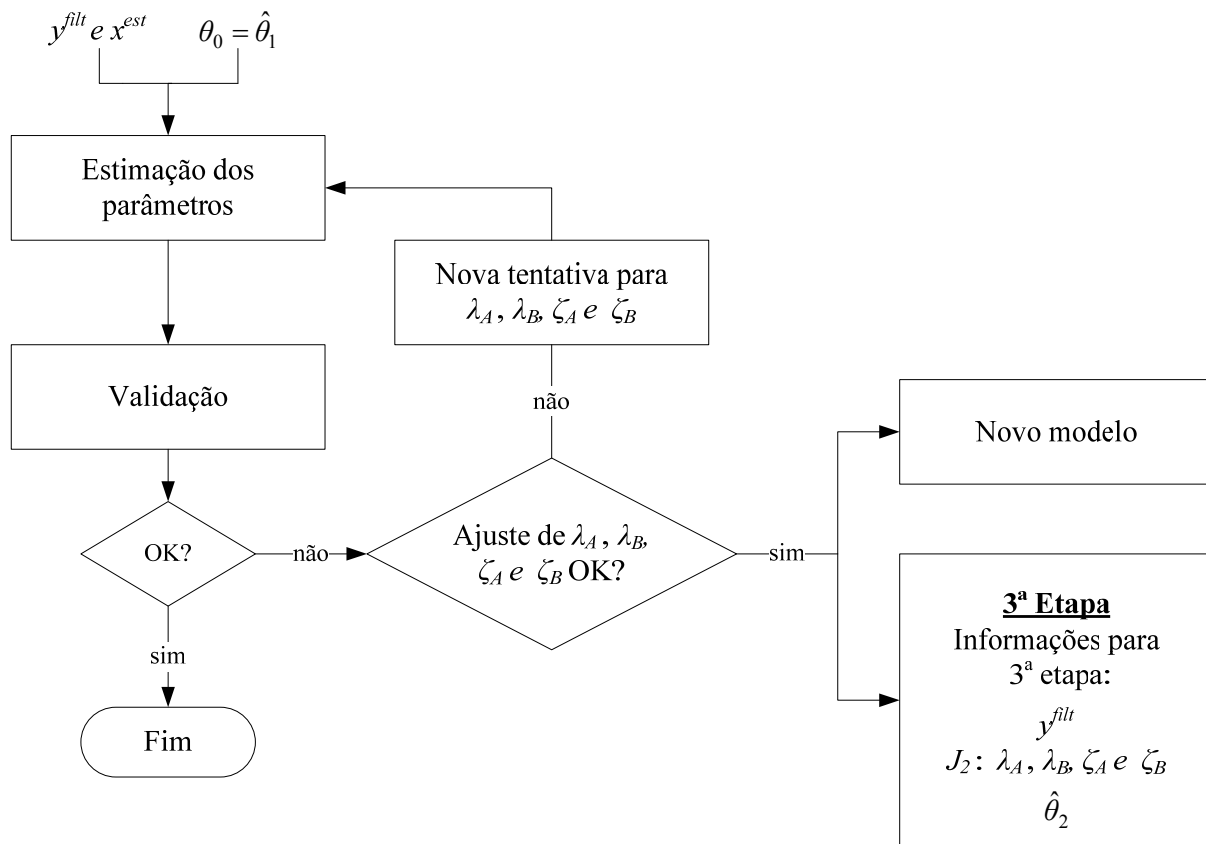 y^{filt} e x^{est}
θ_0 = \hat{θ}_1
Estimação dos
parâmetros
Nova tentativa para
λ_A, λ_B, ζ_A e ζ_B
Validação
não
Novo modelo
OK?
não
Ajuste de λ_A, λ_B,
ζ_A e ζ_B OK?
sim
sim
Fim
3ª Etapa
Informações para
3ª etapa:
y^{filt}
J_2: λ_A, λ_B, ζ_A e ζ_B
\hat{θ}_2